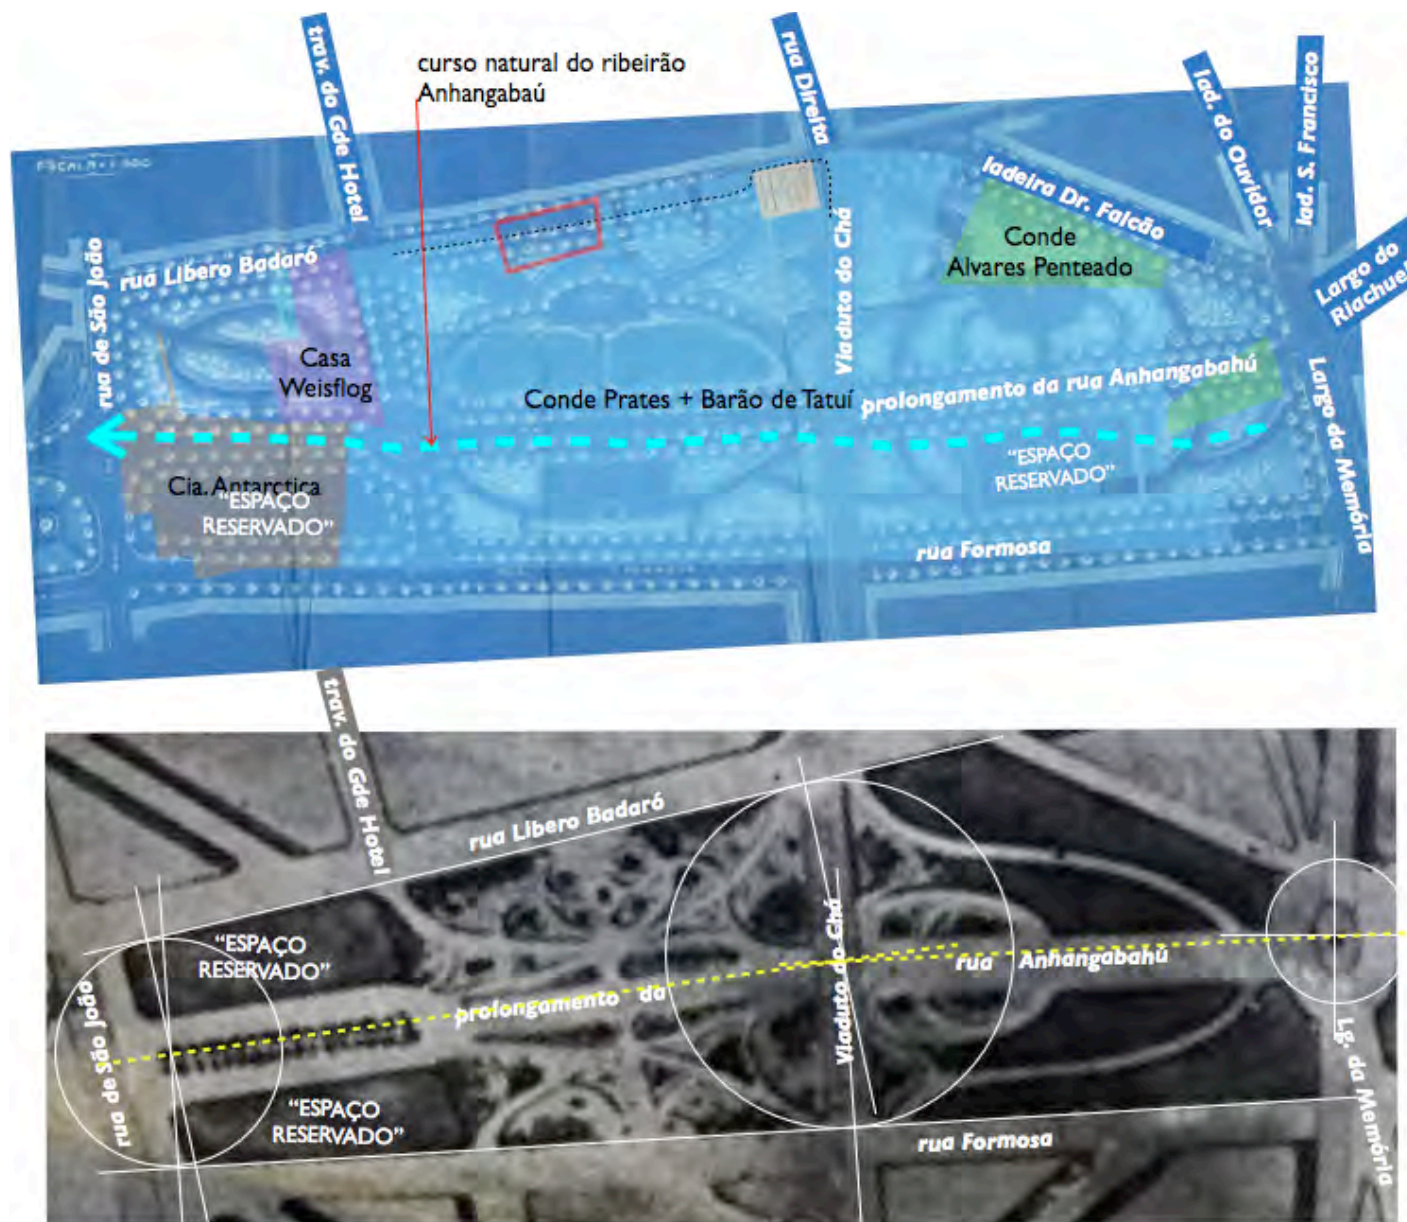 trav. do Gde Hotel
curso natural do ribeirão
Anhangabaú
rua Direita
lad. do Ouvidor
lad. S. Francisco
ladeira Dr. Falcão
Conde
Alvares Penteado
Largo do
Riachuel
rua Libero Badaró
rua de São João
Viaduto do Chá
Casa
Weisflog
Conde Prates + Barão de Tatuí
prolongamento da rua Anhangabahú
Largo da Memória
"ESPAÇO
RESERVADO"
Cia. Antarctica
"ESPAÇO
RESERVADO"
rua Formosa
trav. do Gde Hotel
rua Libero Badaró
"ESPAÇO
RESERVADO"
rua de São João
prolongamento da
Viaduto do Chá
rua Anhangabahú
"ESPAÇO
RESERVADO"
rua Formosa
Lg. da Memória